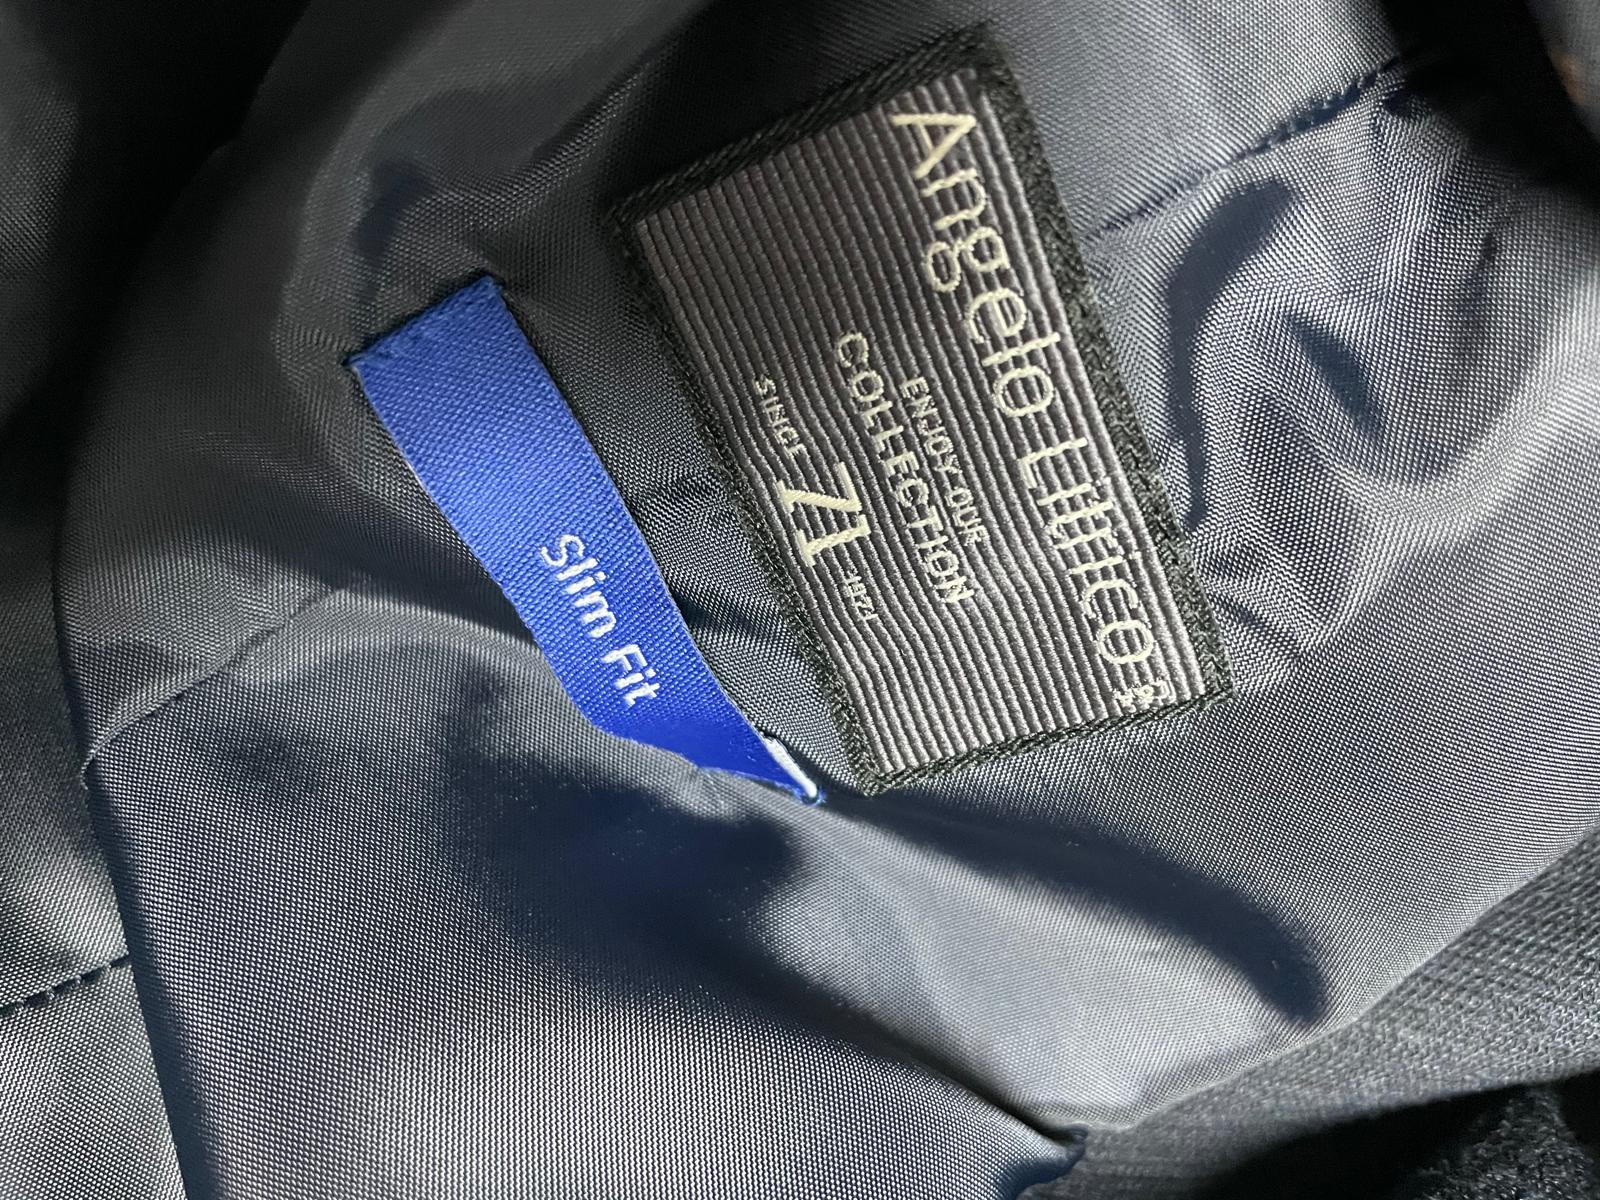 Angelo Litrico
ENJOY OUR
COLLECTION
SINCE 71
Slim Fit